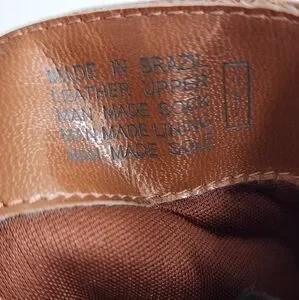 MADE IN BRAZIL
LEATHER UPPER
MAN MADE SOCK
MAN MADE LINING
MAN MADE SOLE